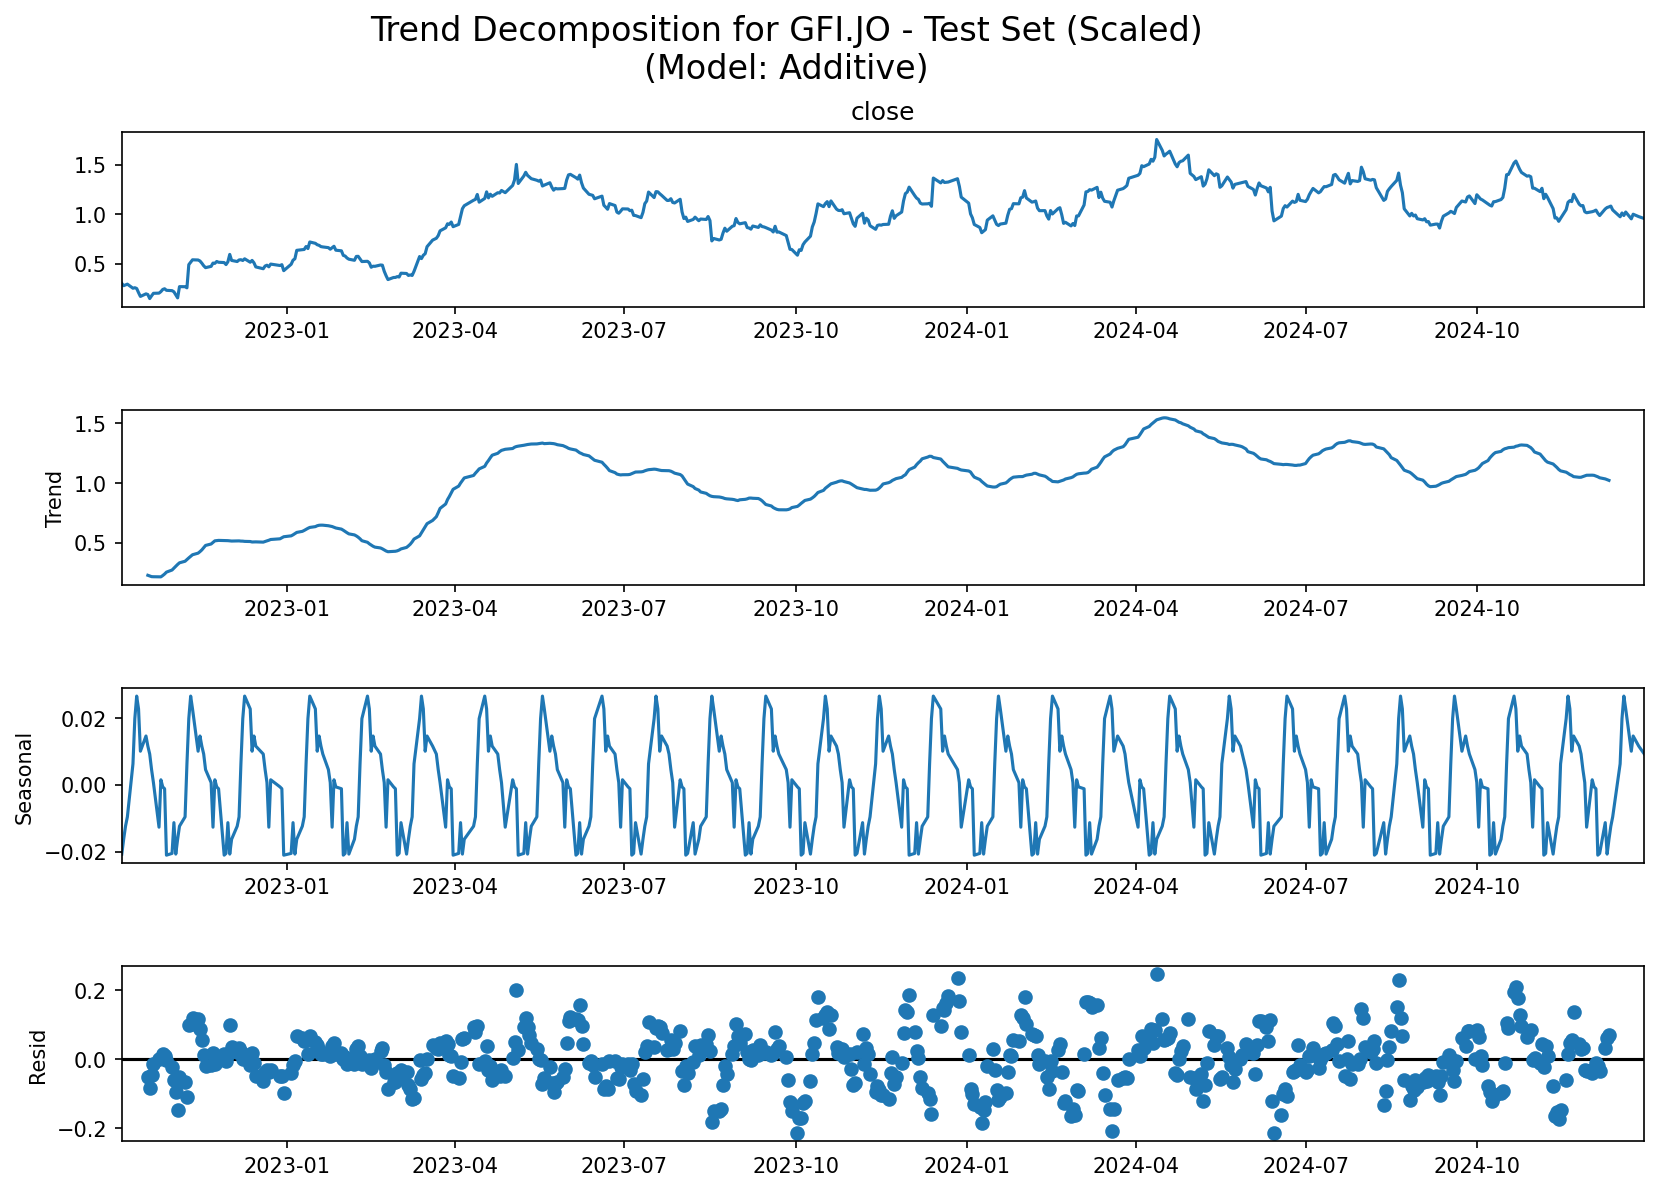 Trend Decomposition for GFI.JO - Test Set (Scaled)
(Model: Additive)
close
1.5
1.0
0.5
2023-01 2023-04 2023-07 2023-10 2024-01 2024-04 2024-07 2024-10
Trend
1.5
1.0
0.5
2023-01 2023-04 2023-07 2023-10 2024-01 2024-04 2024-07 2024-10
Seasonal
0.02
0.00
−0.02
2023-01 2023-04 2023-07 2023-10 2024-01 2024-04 2024-07 2024-10
Resid
0.2
0.0
−0.2
2023-01 2023-04 2023-07 2023-10 2024-01 2024-04 2024-07 2024-10